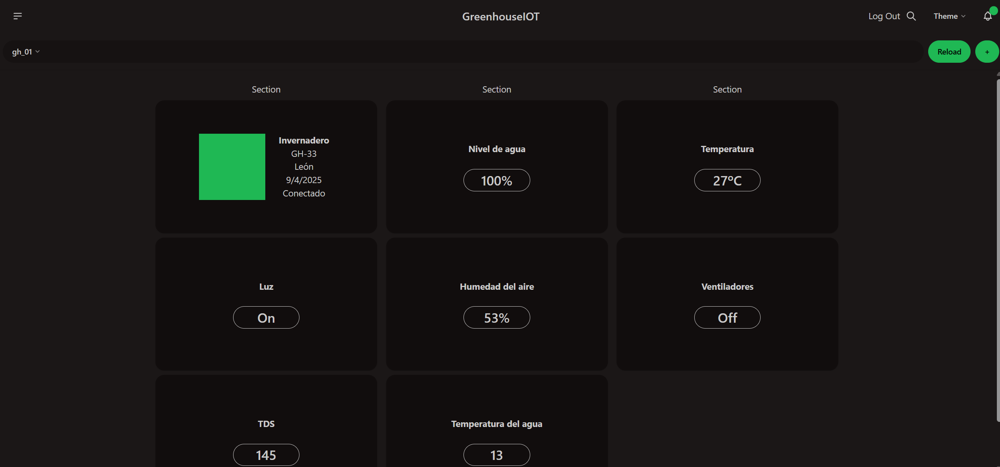 GreenhouseIOT
Log Out
Theme
gh_01
Reload
+
Section
Section
Section
Invernadero
GH-33
León
9/4/2025
Conectado
Nivel de agua
100%
Temperatura
27ºC
Luz
On
Humedad del aire
53%
Ventiladores
Off
TDS
145
Temperatura del agua
13